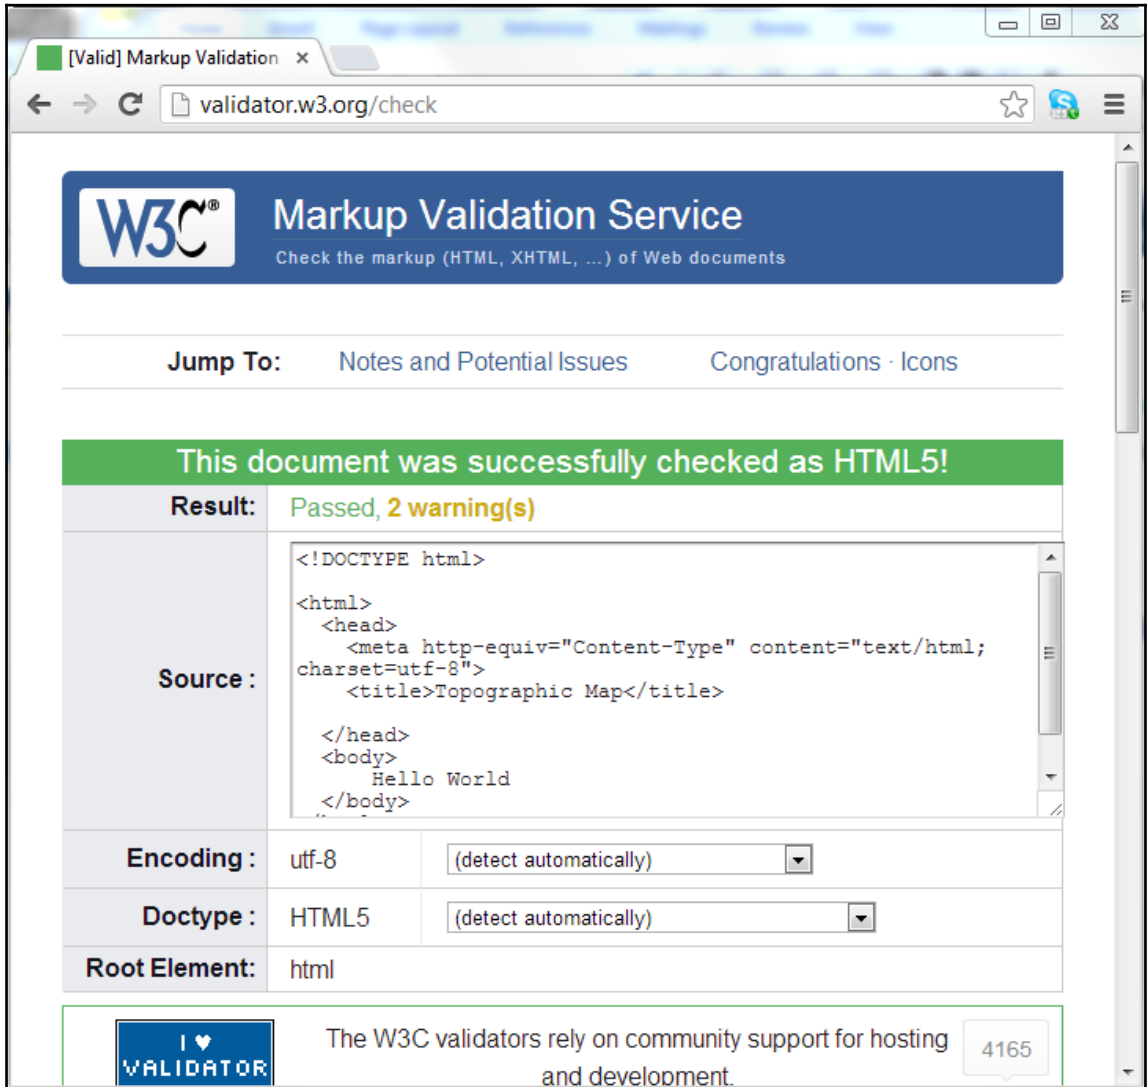 [Valid] Markup Validation
validator.w3.org/check
W3C®
Markup Validation Service
Check the markup (HTML, XHTML, …) of Web documents
Jump To: Notes and Potential Issues Congratulations · Icons
This document was successfully checked as HTML5!
Result: Passed, 2 warning(s)
Source :
<!DOCTYPE html>
<html>
<head>
<meta http-equiv="Content-Type" content="text/html;
charset=utf-8">
<title>Topographic Map</title>
</head>
<body>
Hello World
</body>
Encoding : utf-8 (detect automatically)
Doctype : HTML5 (detect automatically)
Root Element: html
I ♥
VALIDATOR
The W3C validators rely on community support for hosting
and development.
4165